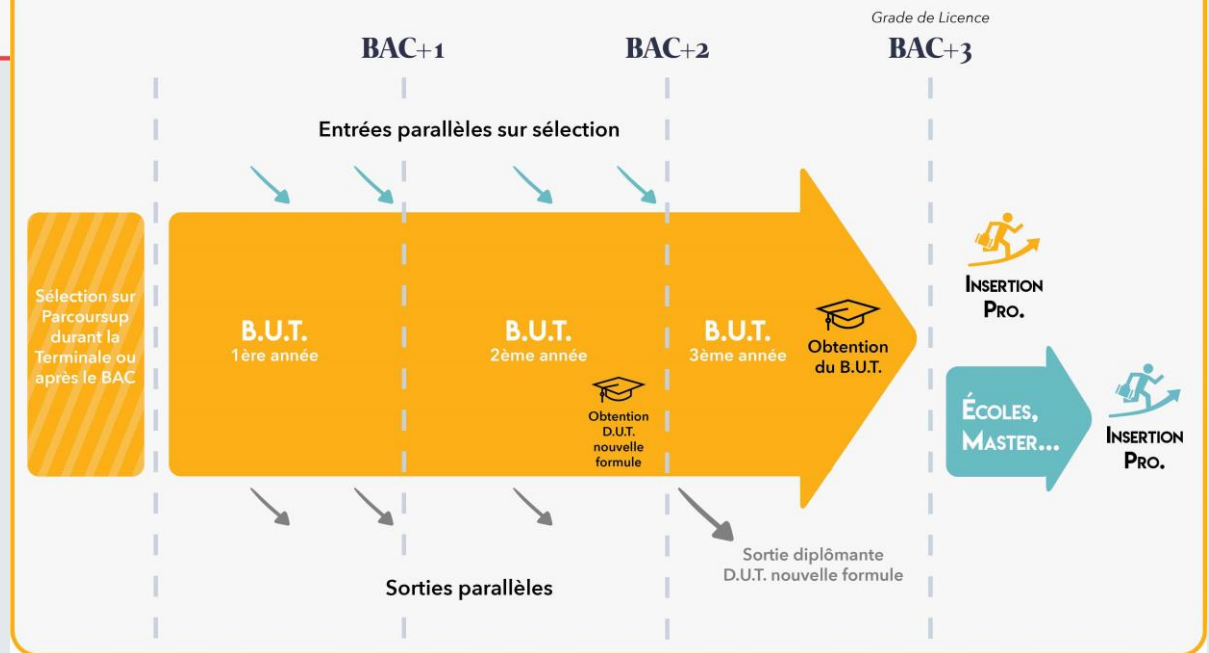 Grade de Licence
BAC+1
BAC+2
BAC+3
Entrées parallèles sur sélection
Sélection sur
Parcoursup
durant la
Terminale ou
après le BAC
B.U.T.
1ère année
B.U.T.
2ème année
Obtention
D.U.T.
nouvelle
formule
B.U.T.
3ème année
Obtention
du B.U.T.
INSERTION
PRO.
ÉCOLES,
MASTER...
INSERTION
PRO.
Sortie diplômante
D.U.T. nouvelle formule
Sorties parallèles